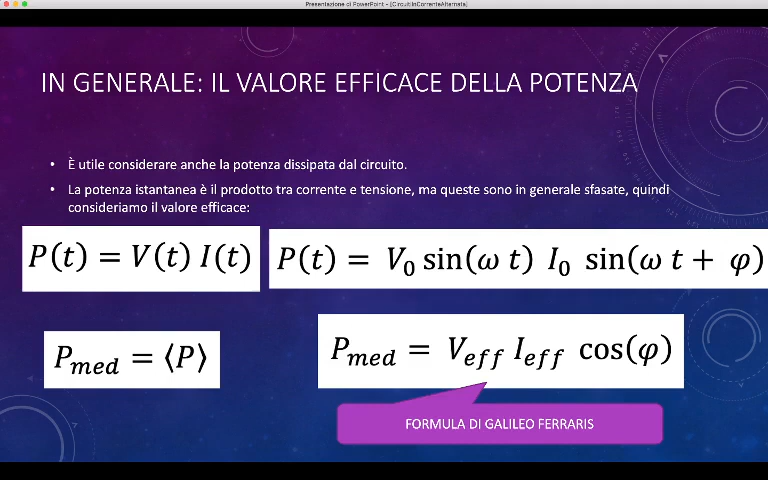 Presentazione di PowerPoint - [CircuitiInCorrenteAlternata]
IN GENERALE: IL VALORE EFFICACE DELLA POTENZA
• È utile considerare anche la potenza dissipata dal circuito.
• La potenza istantanea è il prodotto tra corrente e tensione, ma queste sono in generale sfasate, quindi
consideriamo il valore efficace:
P(t) = V(t) I(t)
P(t) = V₀ sin(ω t) I₀ sin(ω t + φ)
P_med = ⟨P⟩
P_med = V_eff I_eff cos(φ)
FORMULA DI GALILEO FERRARIS